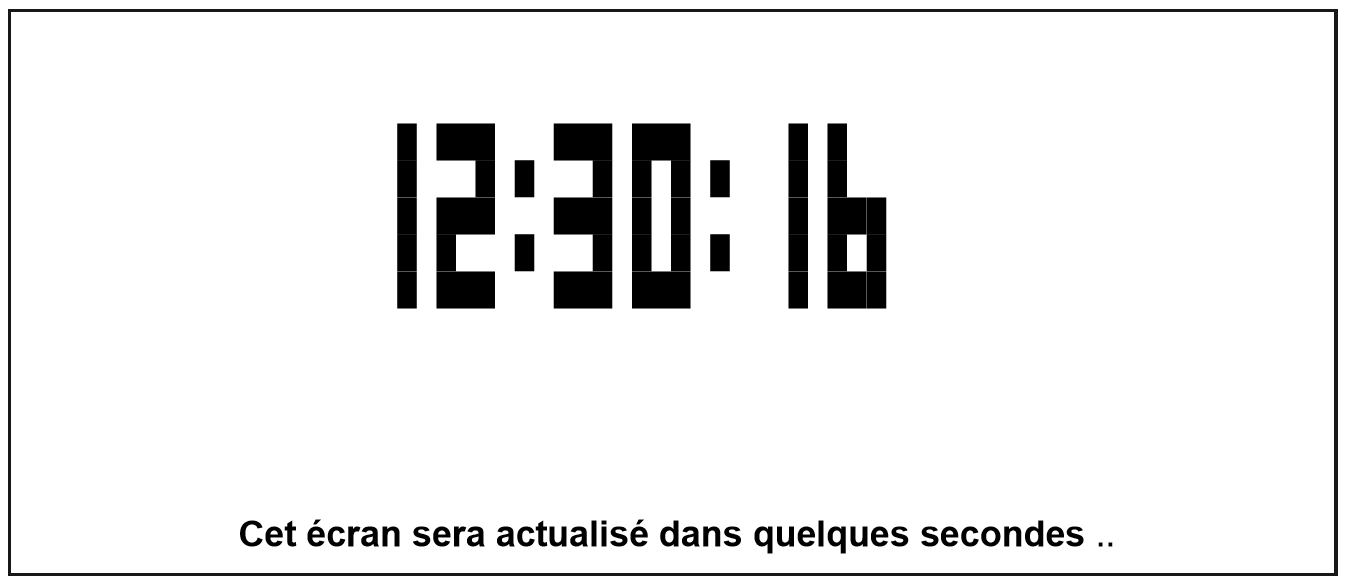 12:30:16
Cet écran sera actualisé dans quelques secondes ..